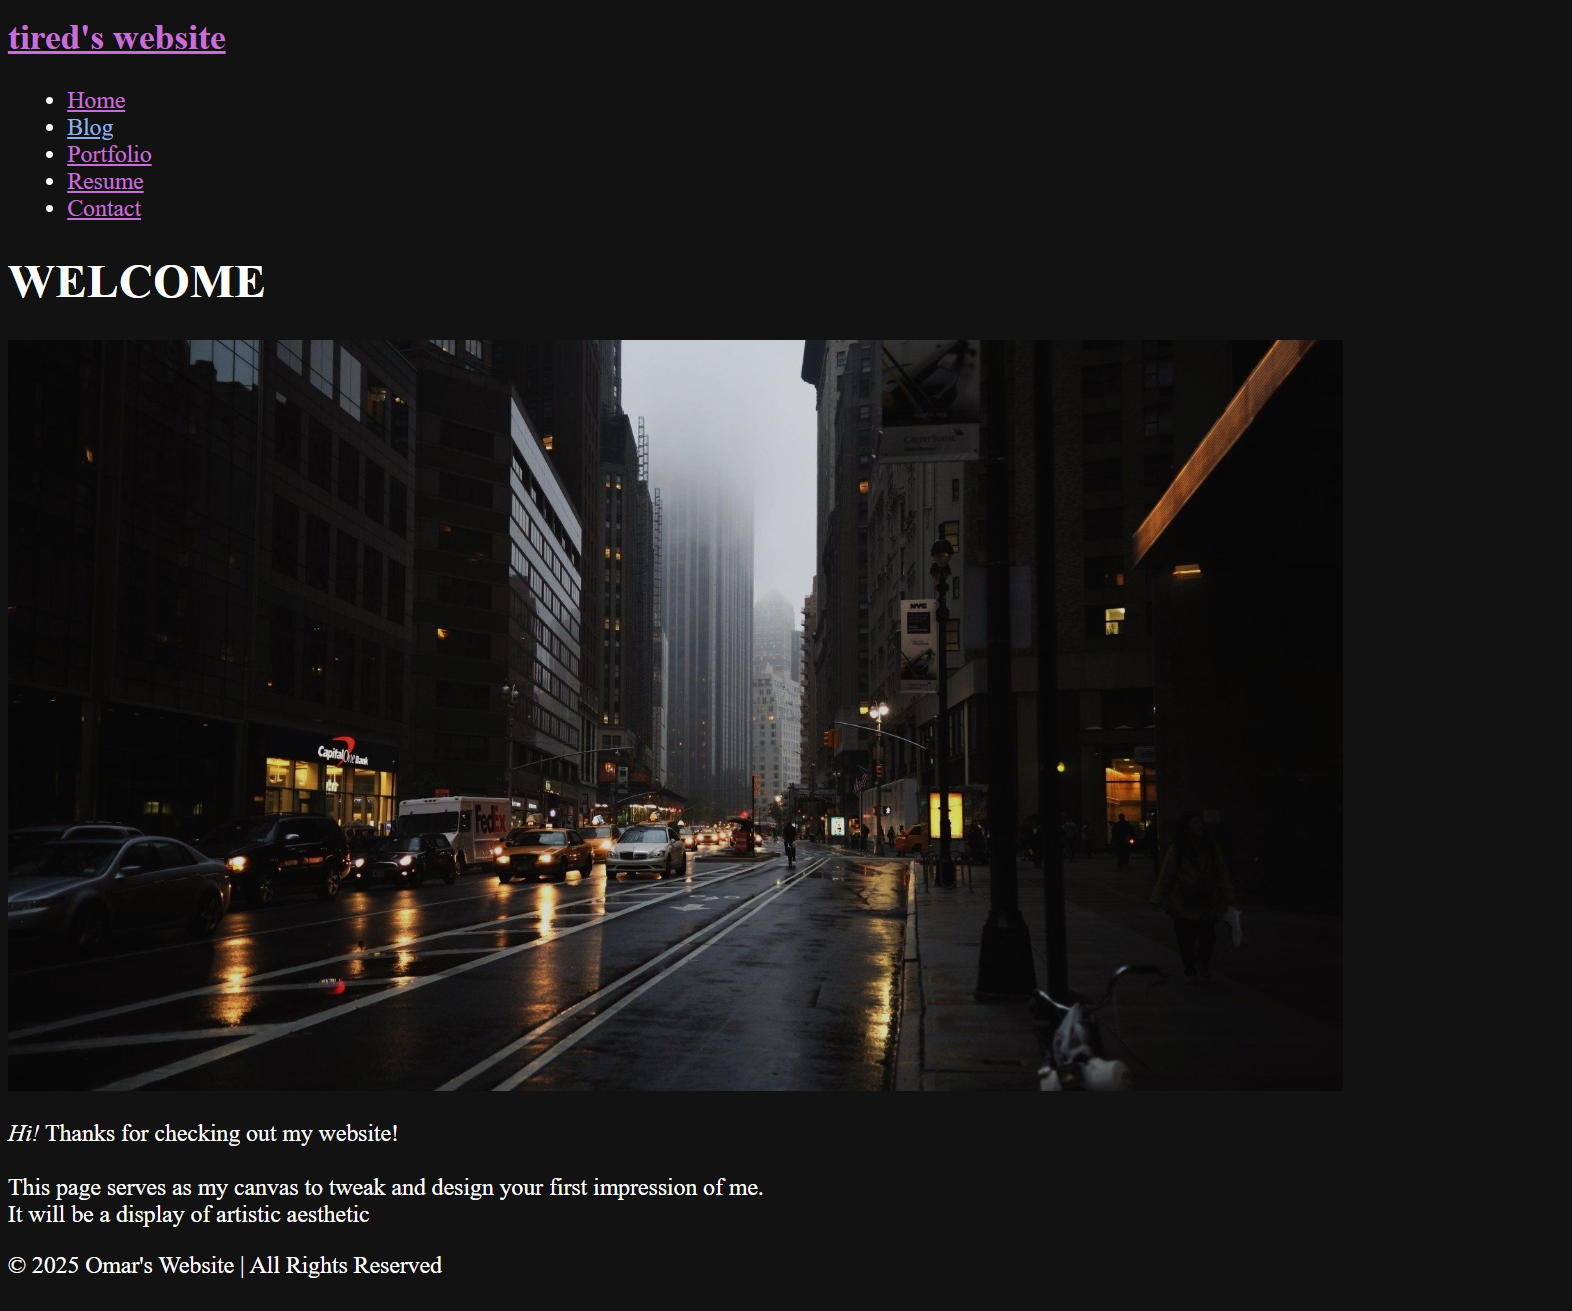 tired's website
Home
Blog
Portfolio
Resume
Contact
WELCOME
CREDIT SUISSE
NYC
Capital One Bank
FedEx
Hi! Thanks for checking out my website!
This page serves as my canvas to tweak and design your first impression of me.
It will be a display of artistic aesthetic
© 2025 Omar's Website | All Rights Reserved